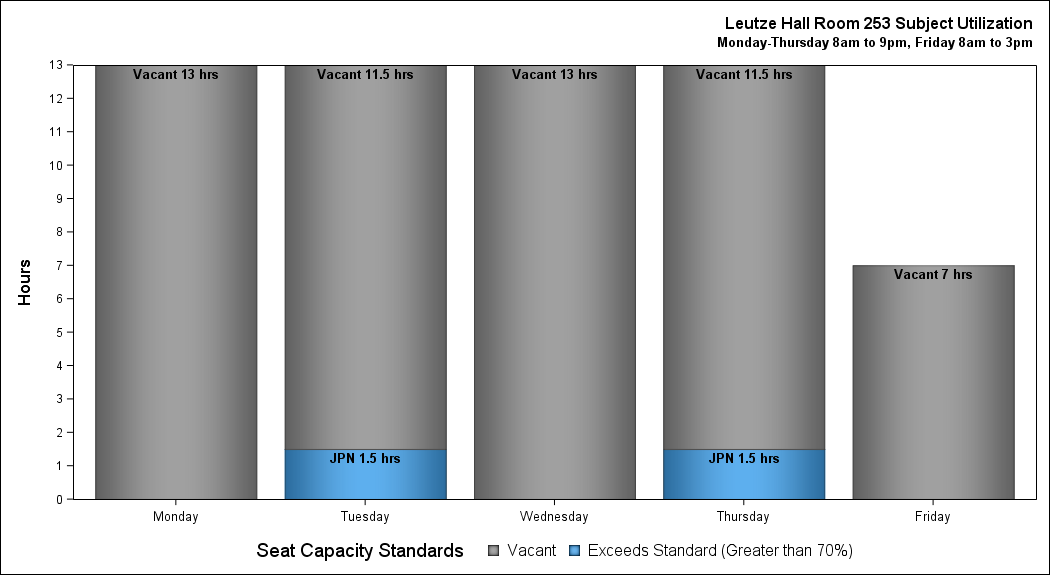 Leutze Hall Room 253 Subject Utilization
Monday-Thursday 8am to 9pm, Friday 8am to 3pm
Hours
13
12
11
10
9
8
7
6
5
4
3
2
1
0
Vacant 13 hrs
Vacant 11.5 hrs
Vacant 13 hrs
Vacant 11.5 hrs
Vacant 7 hrs
JPN 1.5 hrs
JPN 1.5 hrs
Monday Tuesday Wednesday Thursday Friday
Seat Capacity Standards Vacant Exceeds Standard (Greater than 70%)